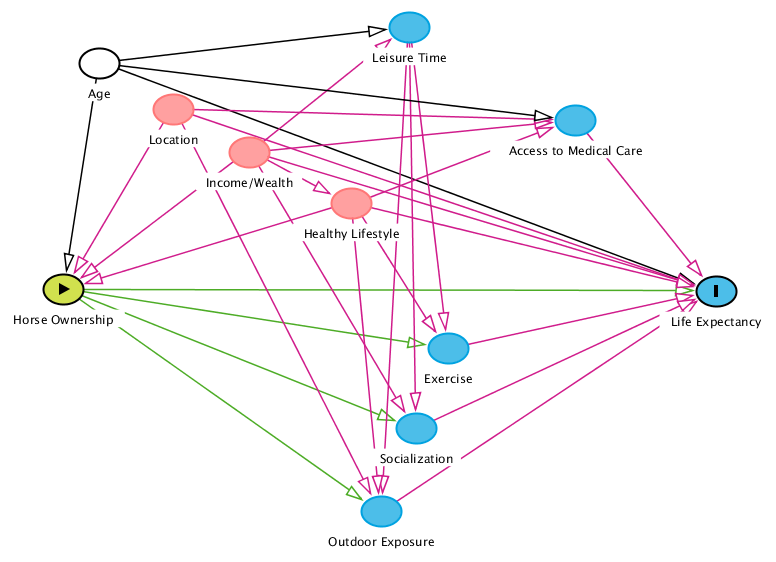 Leisure Time
Age
Location
Access to Medical Care
Income/Wealth
Healthy Lifestyle
Horse Ownership
Life Expectancy
Exercise
Socialization
Outdoor Exposure